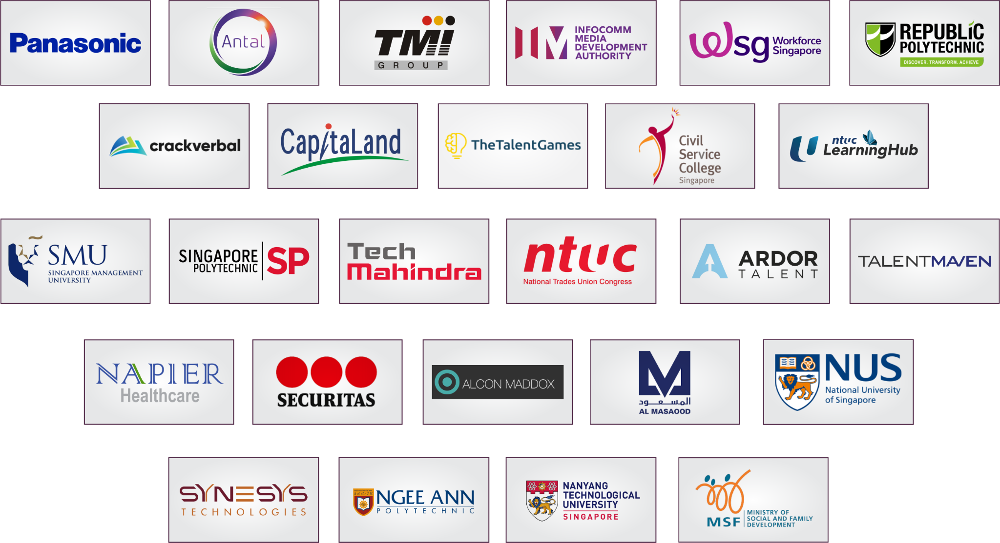 Panasonic
Antal
TMI
GROUP
INFOCOMM
MEDIA
DEVELOPMENT
AUTHORITY
wsg Workforce
Singapore
REPUBLIC
POLYTECHNIC
DISCOVER. TRANSFORM. ACHIEVE
crackverbal
CapitaLand
TheTalentGames
Civil
Service
College
Singapore
ntuc
LearningHub
SMU
SINGAPORE MANAGEMENT
UNIVERSITY
SINGAPORE
POLYTECHNIC
SP
Tech
Mahindra
ntuc
National Trades Union Congress
ARDOR
TALENT
TALENTMAVEN
NAPIER
Healthcare
SECURITAS
ALCON MADDOX
المسعود
AL MASAOOD
NUS
National University
of Singapore
SYNESYS
TECHNOLOGIES
NGEE ANN
POLYTECHNIC
NANYANG
TECHNOLOGICAL
UNIVERSITY
SINGAPORE
MSF
MINISTRY OF
SOCIAL AND FAMILY
DEVELOPMENT